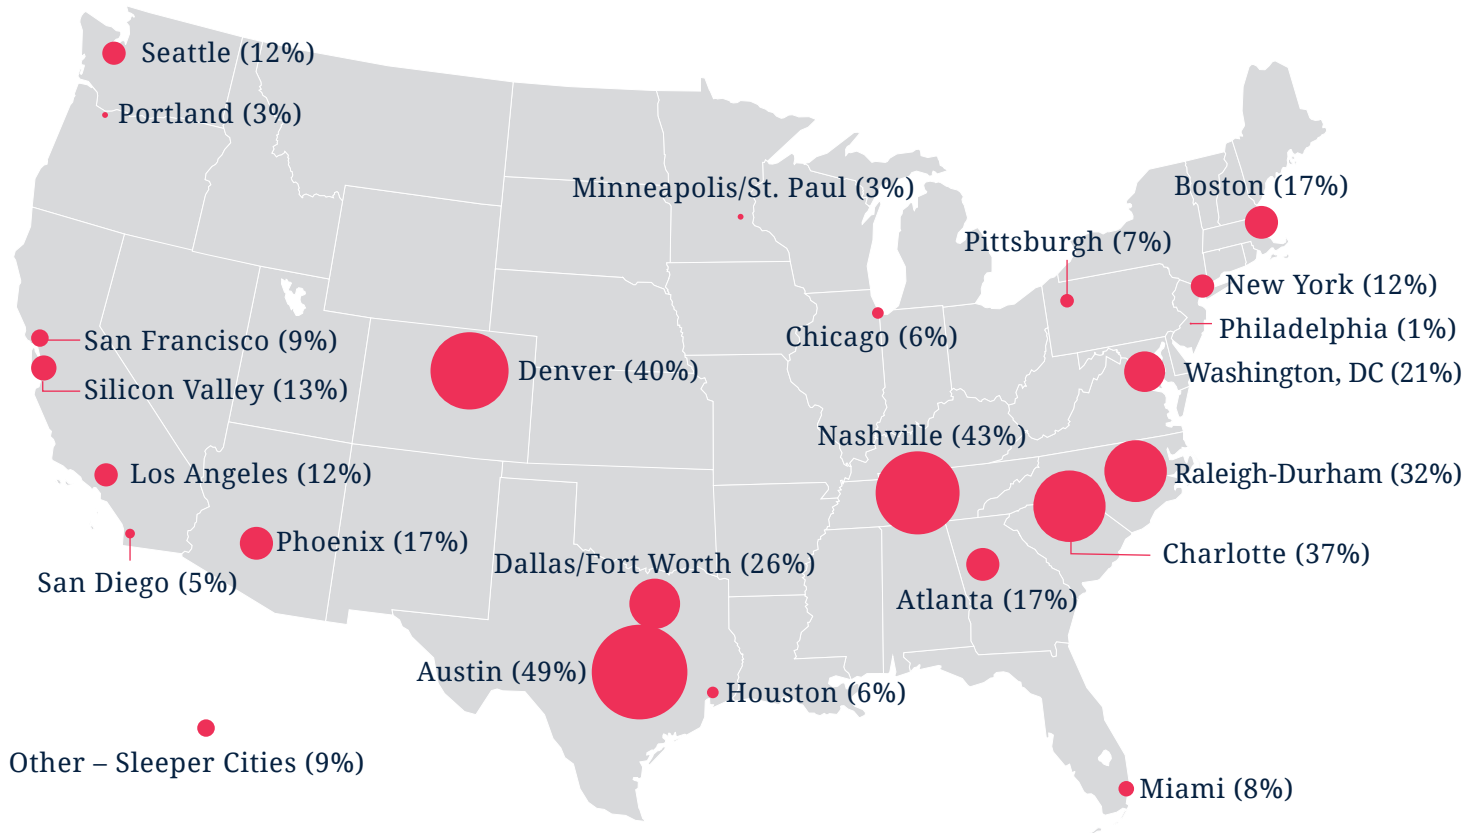 Seattle (12%)
Portland (3%)
Minneapolis/St. Paul (3%)
Boston (17%)
Pittsburgh (7%)
New York (12%)
Philadelphia (1%)
Chicago (6%)
San Francisco (9%)
Denver (40%)
Washington, DC (21%)
Silicon Valley (13%)
Nashville (43%)
Los Angeles (12%)
Raleigh-Durham (32%)
Phoenix (17%)
Charlotte (37%)
Dallas/Fort Worth (26%)
San Diego (5%)
Atlanta (17%)
Austin (49%)
Houston (6%)
Other – Sleeper Cities (9%)
Miami (8%)